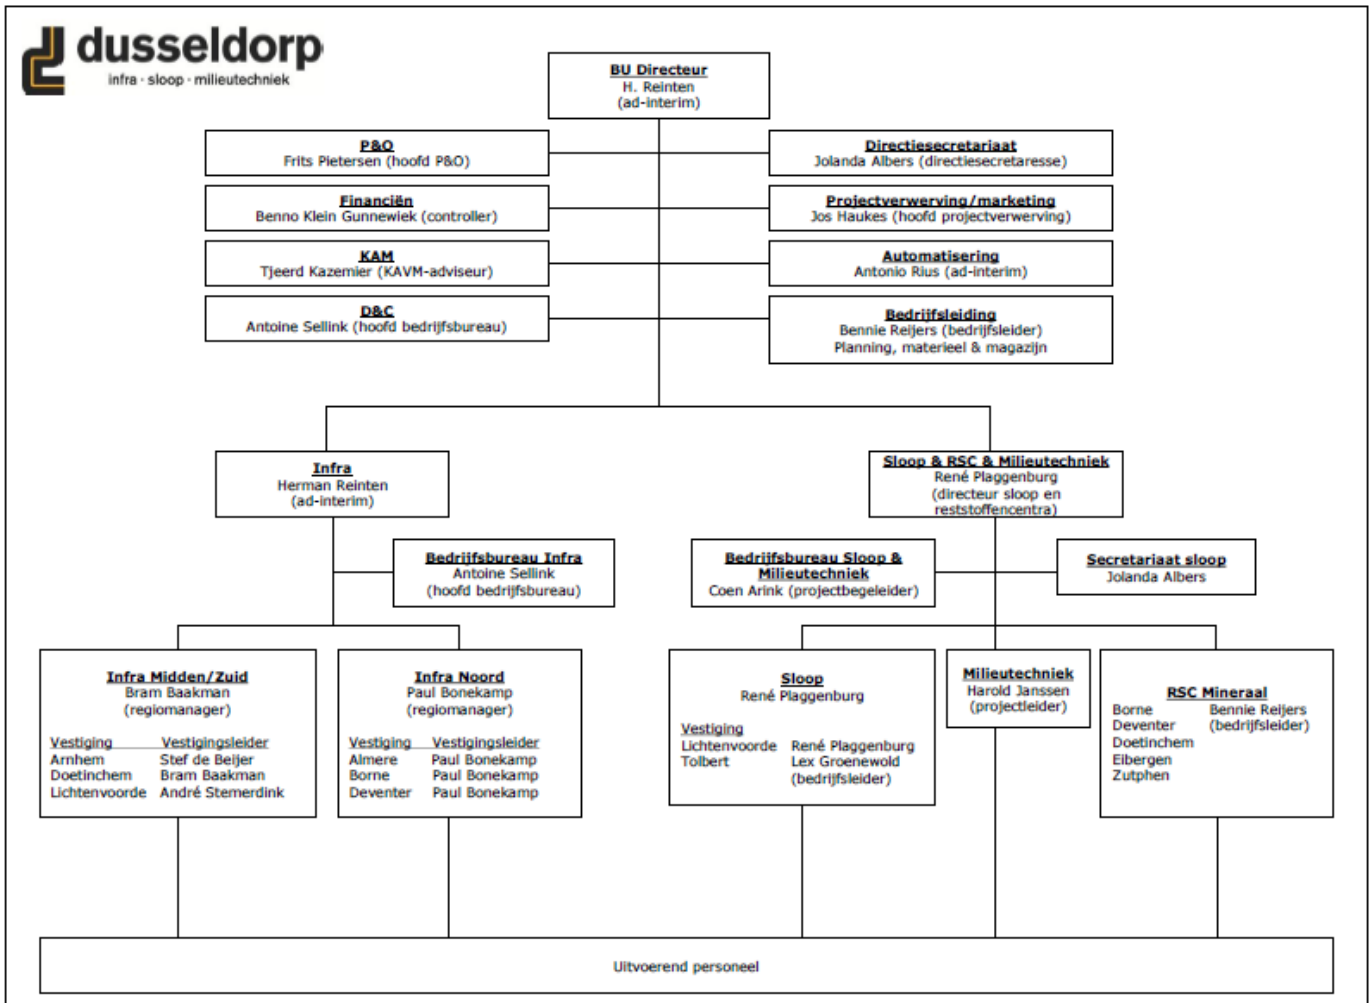 dusseldorp
infra · sloop · milieutechniek
BU Directeur
H. Reinten
(ad-interim)
P&O
Frits Pietersen (hoofd P&O)
Directiesecretariaat
Jolanda Albers (directiesecretaresse)
Financiën
Benno Klein Gunnewiek (controller)
Projectverwerving/marketing
Jos Haukes (hoofd projectverwerving)
KAM
Tjeerd Kazemier (KAVM-adviseur)
Automatisering
Antonio Rius (ad-interim)
D&C
Antoine Sellink (hoofd bedrijfsbureau)
Bedrijfsleiding
Bennie Reijers (bedrijfsleider)
Planning, materieel & magazijn
Infra
Herman Reinten
(ad-interim)
Sloop & RSC & Milieutechniek
René Plaggenburg
(directeur sloop en
reststoffencentra)
Bedrijfsbureau Infra
Antoine Sellink
(hoofd bedrijfsbureau)
Bedrijfsbureau Sloop &
Milieutechniek
Coen Arink (projectbegeleider)
Secretariaat sloop
Jolanda Albers
Infra Midden/Zuid
Bram Baakman
(regiomanager)
Vestiging Vestigingsleider
Arnhem Stef de Beijer
Doetinchem Bram Baakman
Lichtenvoorde André Stemerdink
Infra Noord
Paul Bonekamp
(regiomanager)
Vestiging Vestigingsleider
Almere Paul Bonekamp
Borne Paul Bonekamp
Deventer Paul Bonekamp
Sloop
René Plaggenburg
Vestiging
Lichtenvoorde René Plaggenburg
Tolbert Lex Groenewold
(bedrijfsleider)
Milieutechniek
Harold Janssen
(projectleider)
RSC Mineraal
Borne Bennie Reijers
Deventer (bedrijfsleider)
Doetinchem
Eibergen
Zutphen
Uitvoerend personeel